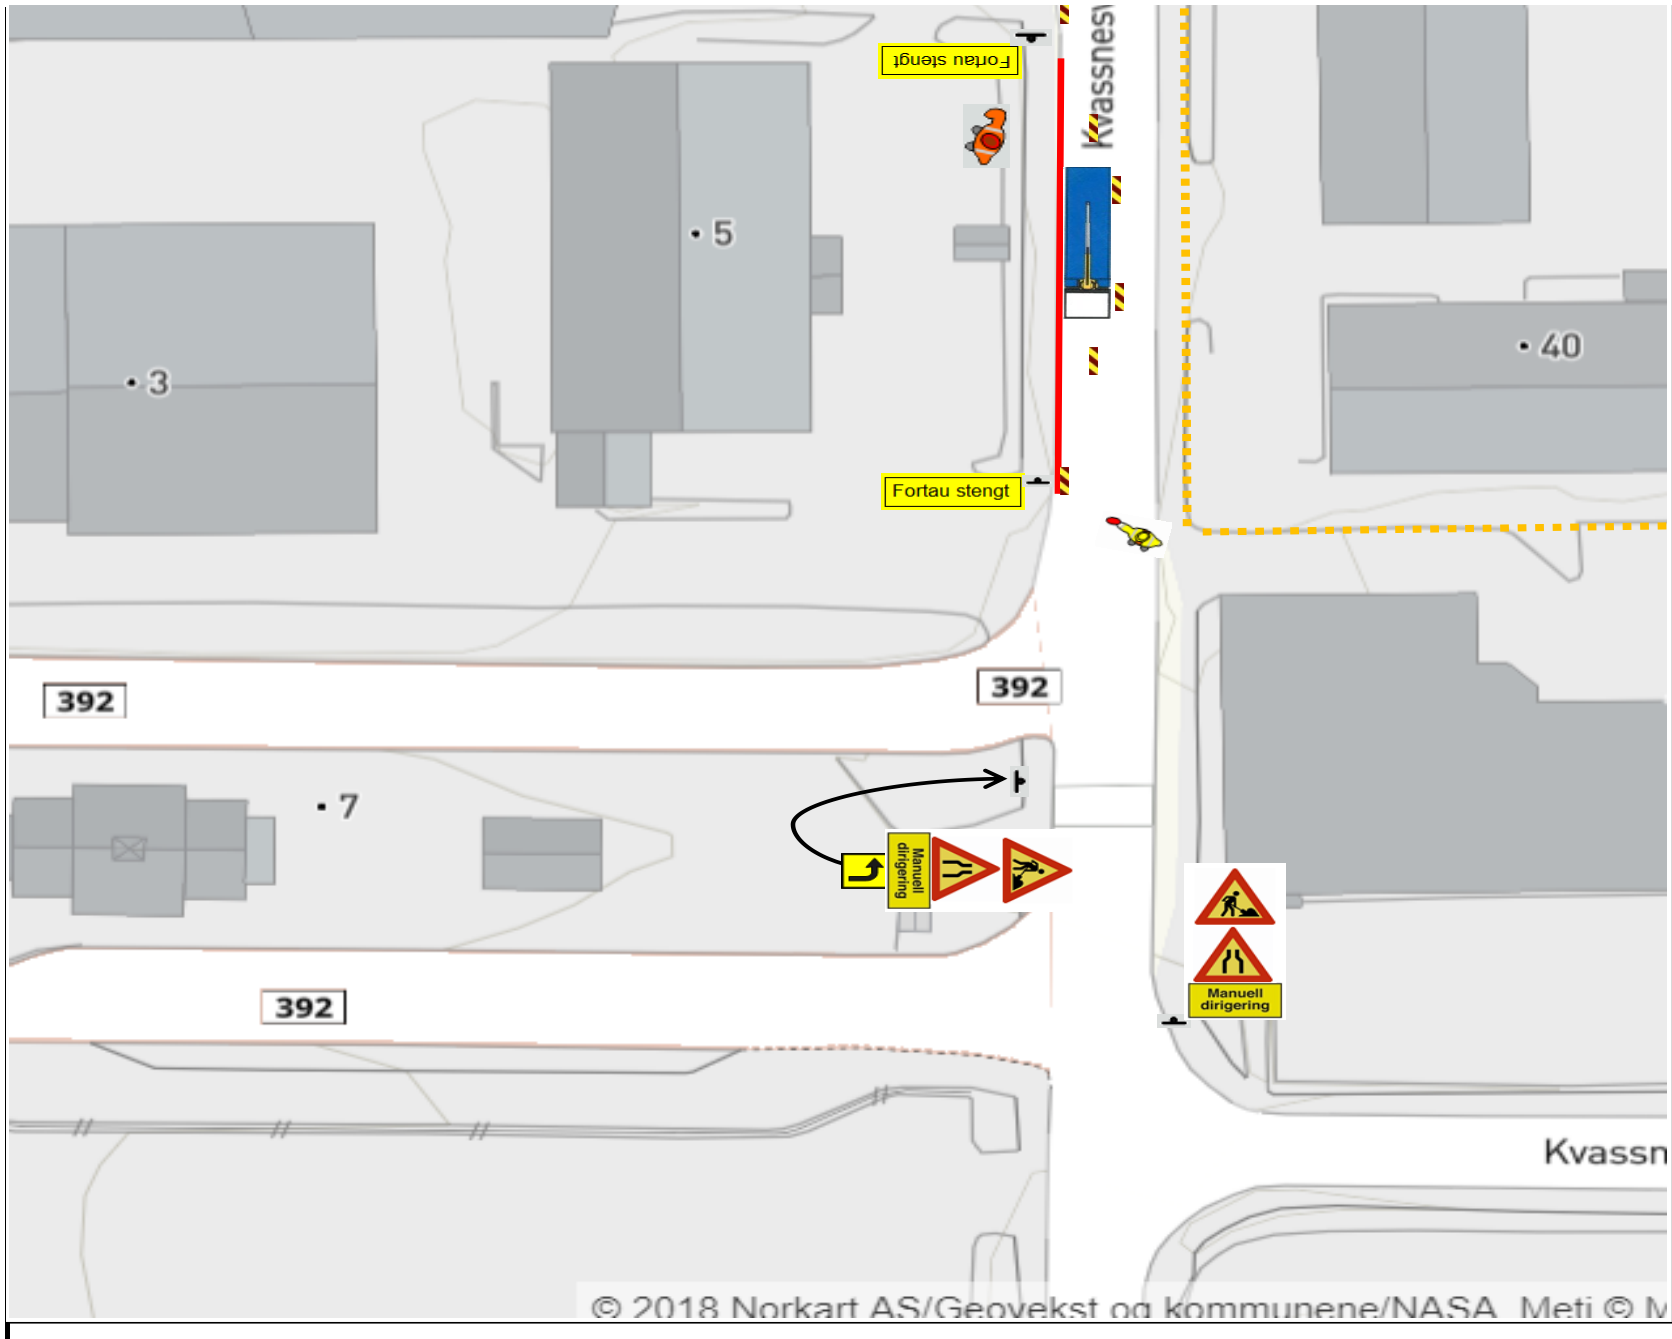 Kvassnesv
Fortau stengt
5
3
40
Fortau stengt
392
392
7
Manuell
dirigering
Manuell
dirigering
392
Kvassn
© 2018 Norkart AS/Geovekst og kommunene/NASA, Meti © M